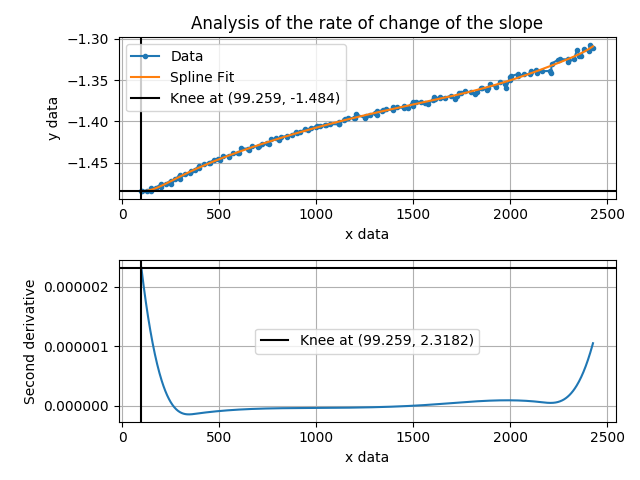 Analysis of the rate of change of the slope
y data
−1.30
−1.35
−1.40
−1.45
Data
Spline Fit
Knee at (99.259, -1.484)
0
500
1000
1500
2000
2500
x data
Second derivative
0.000002
0.000001
0.000000
Knee at (99.259, 2.3182)
0
500
1000
1500
2000
2500
x data